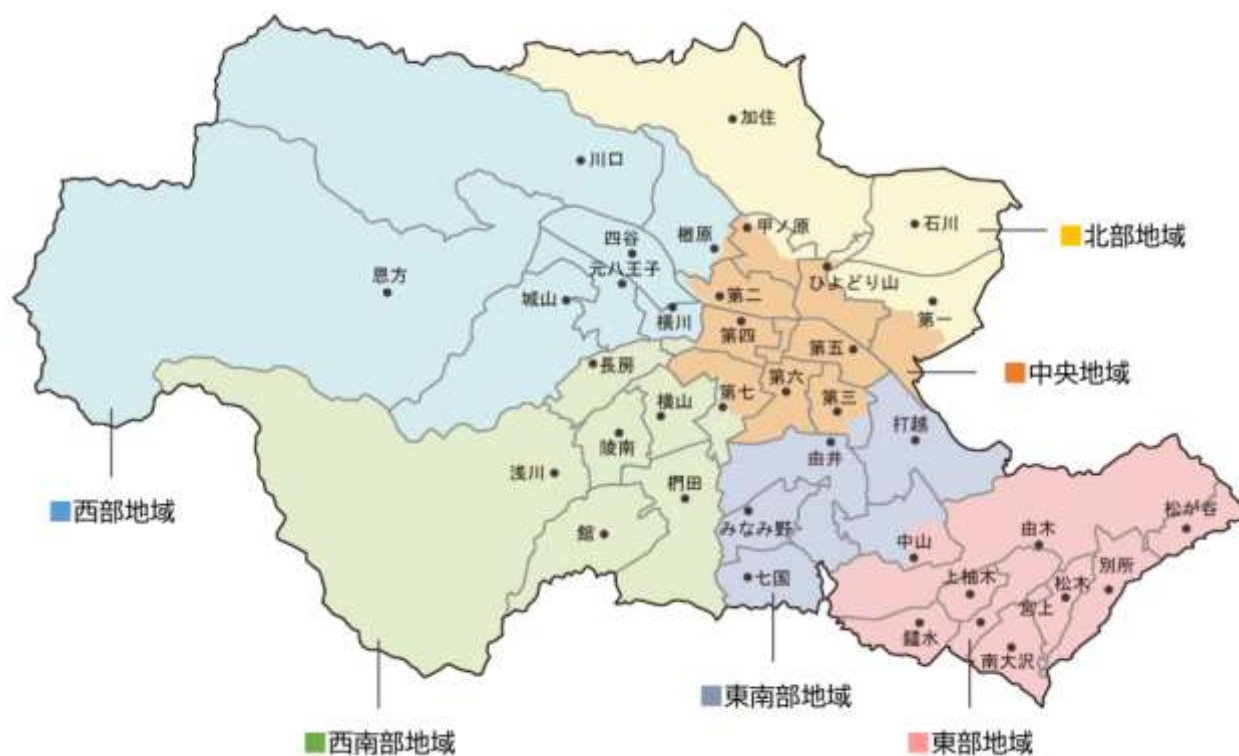 加住
川口
石川
甲ノ原
四谷
楢原
■北部地域
元八王子
ひよどり山
恩方
城山
第二
第一
横川
第四
第五
長房
■中央地域
第六
第七
横山
第三
打越
陵南
由井
浅川
椚田
■西部地域
みなみ野
松が谷
館
由木
中山
別所
七国
上柚木
松木
宮上
鑓水
南大沢
■東南部地域
■西南部地域
■東部地域